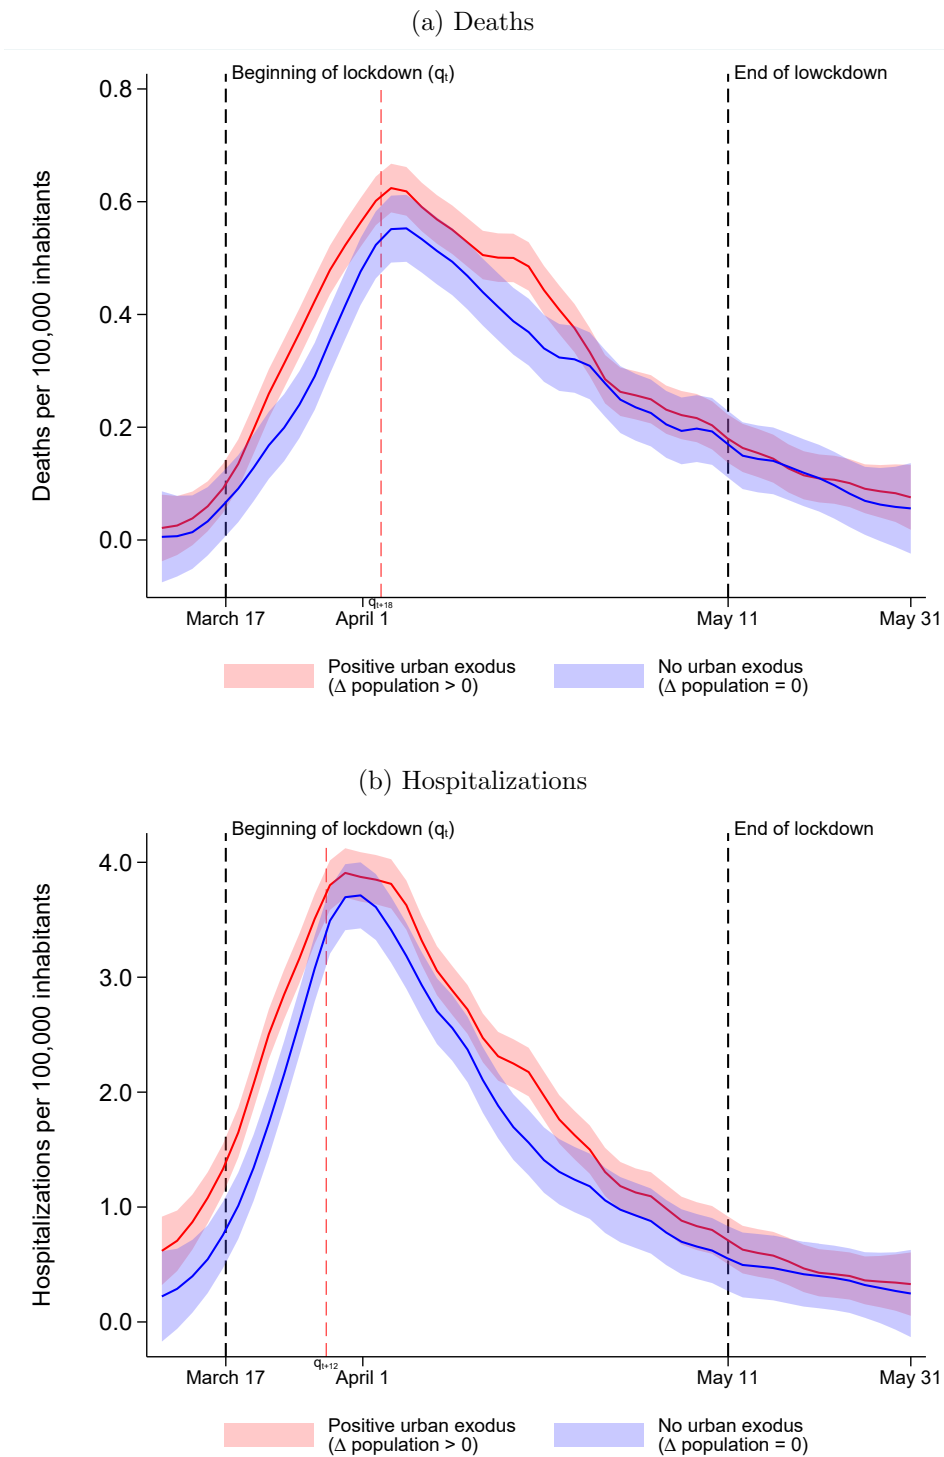 (a) Deaths
Beginning of lockdown (qt)
End of lowckdown
Deaths per 100,000 inhabitants
0.8
0.6
0.4
0.2
0.0
qt+18
March 17
April 1
May 11
May 31
Positive urban exodus
(Δ population > 0)
No urban exodus
(Δ population = 0)
(b) Hospitalizations
Beginning of lockdown (qt)
End of lockdown
Hospitalizations per 100,000 inhabitants
4.0
3.0
2.0
1.0
0.0
qt+12
March 17
April 1
May 11
May 31
Positive urban exodus
(Δ population > 0)
No urban exodus
(Δ population = 0)